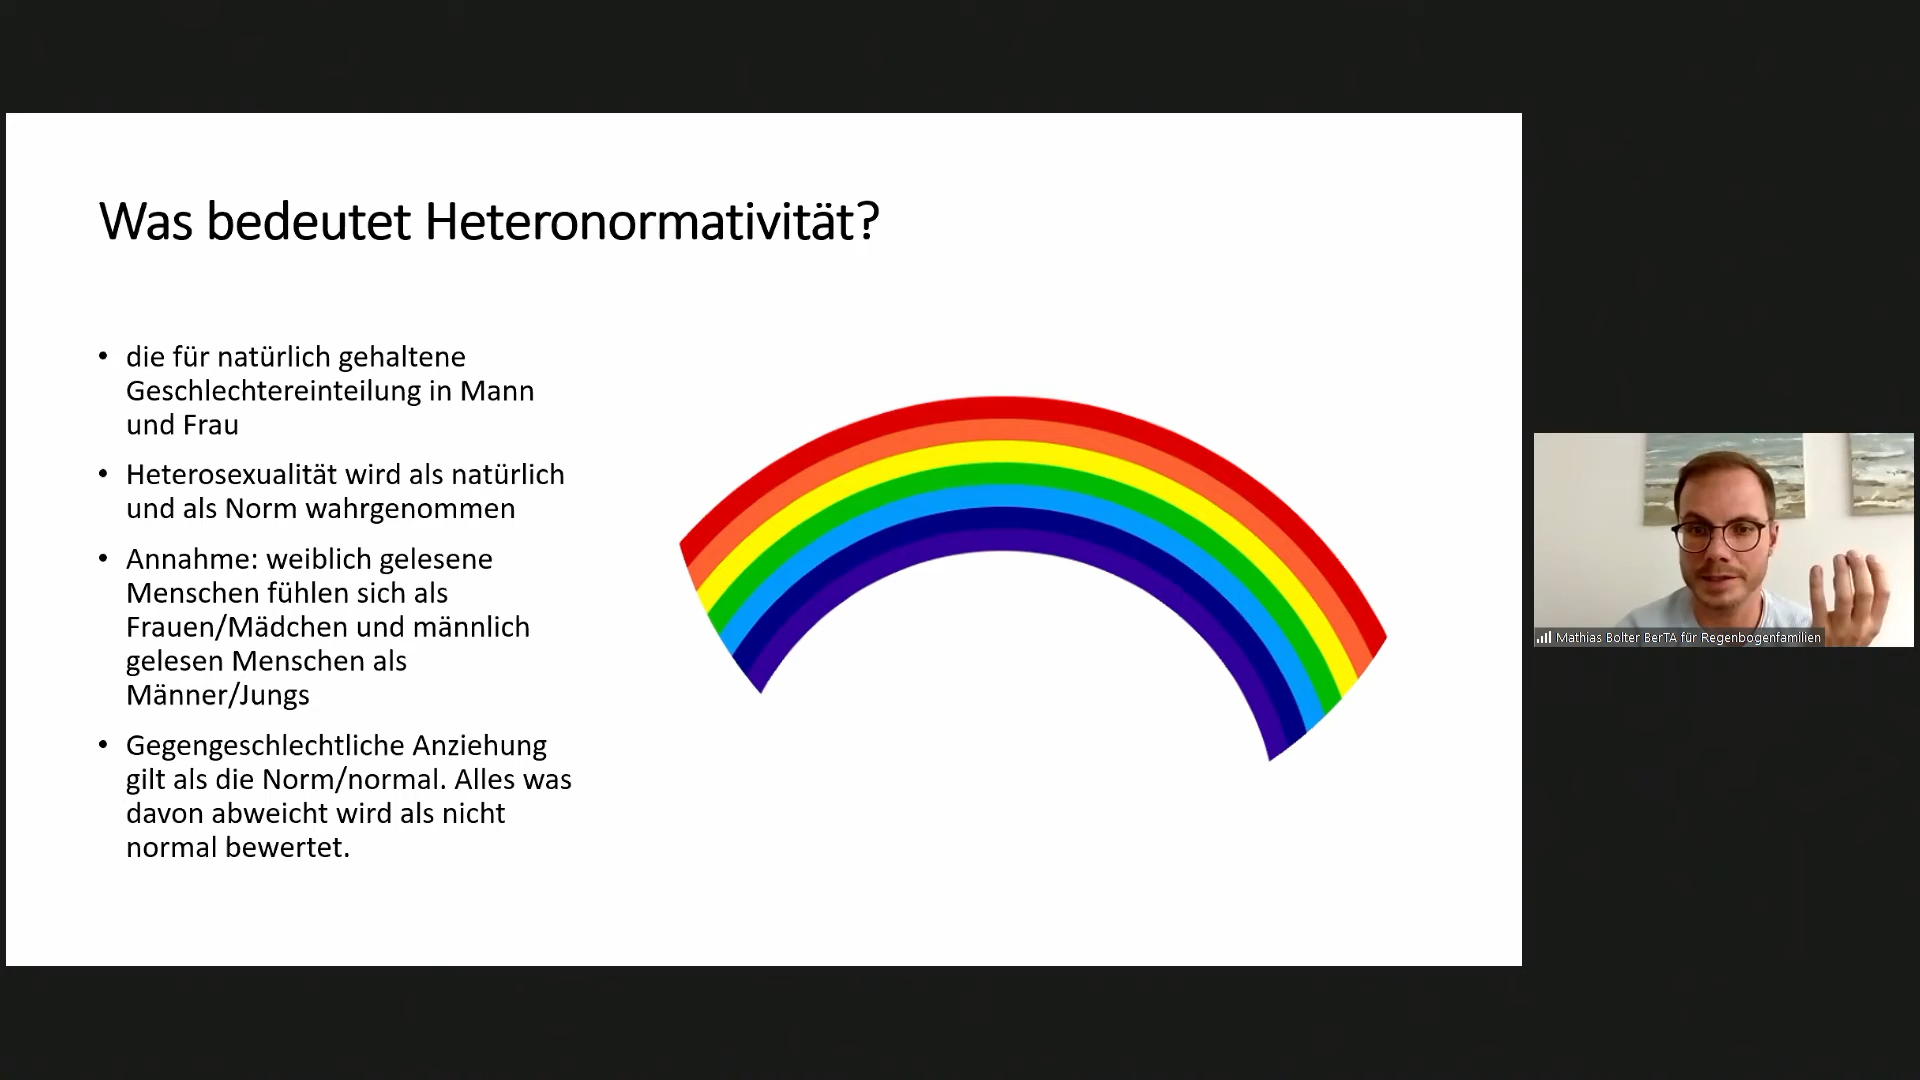 Was bedeutet Heteronormativität?
• die für natürlich gehaltene
Geschlechtereinteilung in Mann
und Frau
• Heterosexualität wird als natürlich
und als Norm wahrgenommen
• Annahme: weiblich gelesene
Menschen fühlen sich als
Frauen/Mädchen und männlich
gelesen Menschen als
Männer/Jungs
• Gegengeschlechtliche Anziehung
gilt als die Norm/normal. Alles was
davon abweicht wird als nicht
normal bewertet.
Mathias Bolter BerTA für Regenbogenfamilien